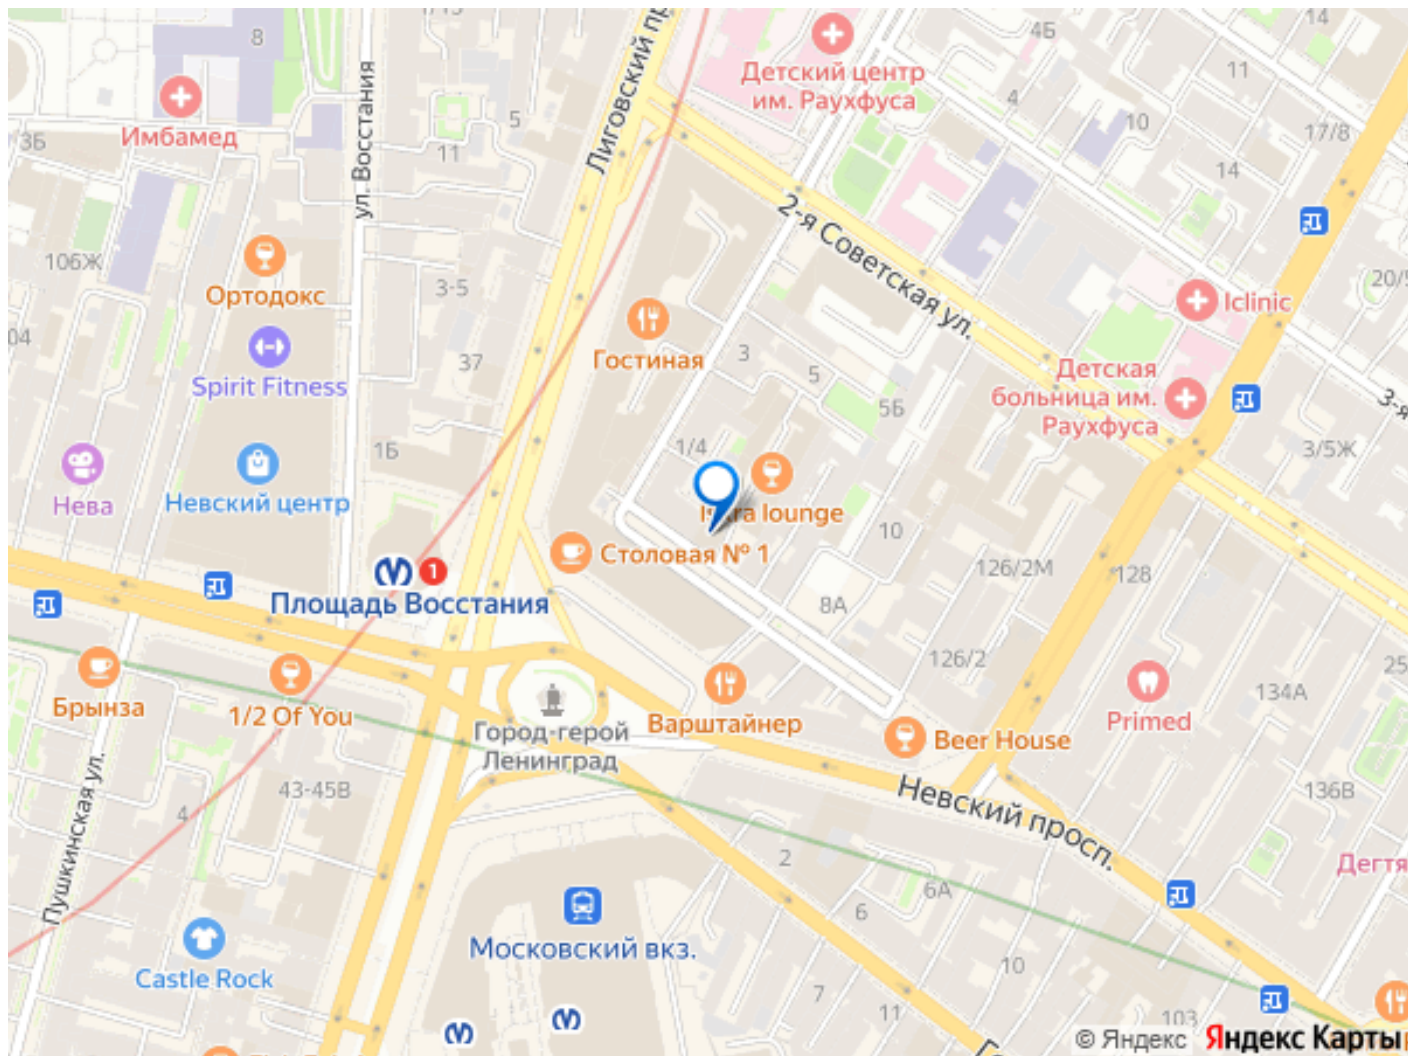 8
14
4Б
Детский центр
им. Раухфуса
11
4
Имбамед
3Б
5
11
10
17/8
14
ул. Восстания
Лиговский пр
2-я Советская ул.
106Ж
Ортодокс
3-5
20/5
Iclinic
04
Гостиная
3
Spirit Fitness
37
5
Детская
больница им.
Раухфуса
5Б
3-я
1Б
1/4
3/5Ж
Нева
Невский центр
lounge
10
Столовая № 1
126/2М
128
1
Площадь Восстания
8А
126/2
25
134А
Брынза
1/2 Of You
Варштайнер
Primed
Город-герой
Ленинград
Beer House
43-45В
4
Невский просп.
136В
Пушкинская ул.
2
6А
Дегтя
6
Московский вкз.
Castle Rock
10
7
11
103
© Яндекс Яндекс Карты